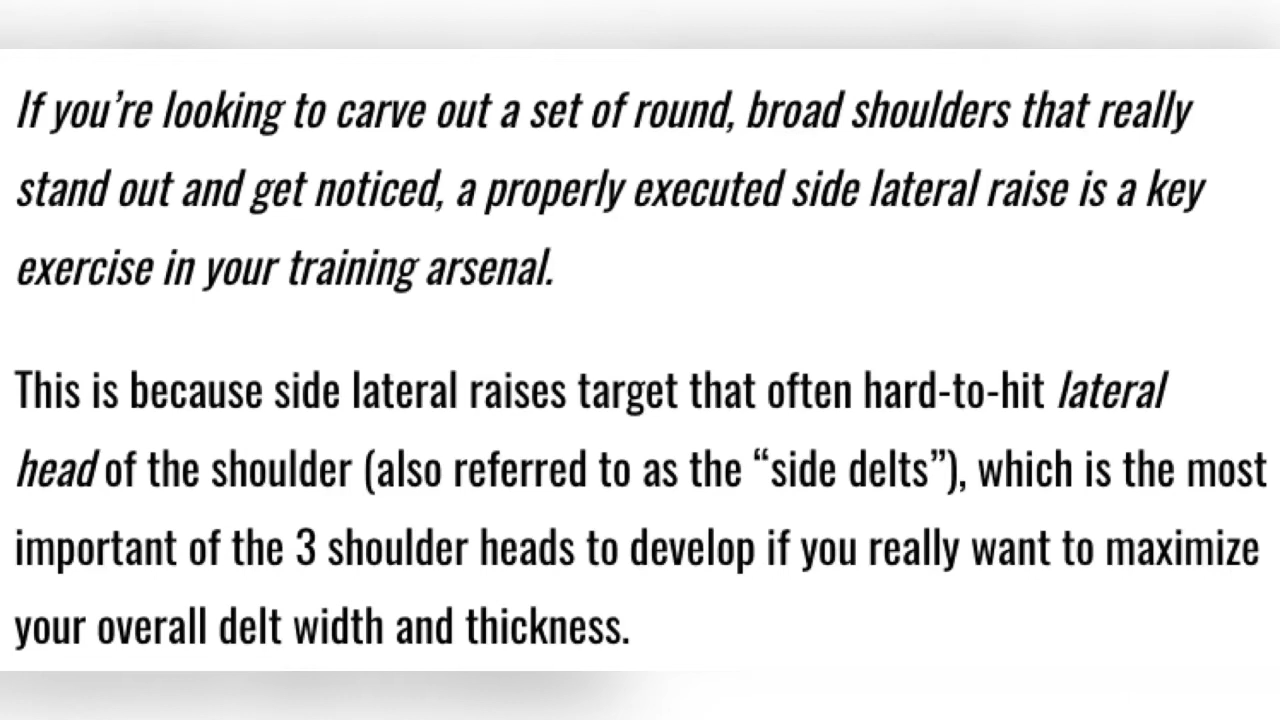 If you’re looking to carve out a set of round, broad shoulders that really
stand out and get noticed, a properly executed side lateral raise is a key
exercise in your training arsenal.
This is because side lateral raises target that often hard-to-hit lateral
head of the shoulder (also referred to as the “side delts”), which is the most
important of the 3 shoulder heads to develop if you really want to maximize
your overall delt width and thickness.